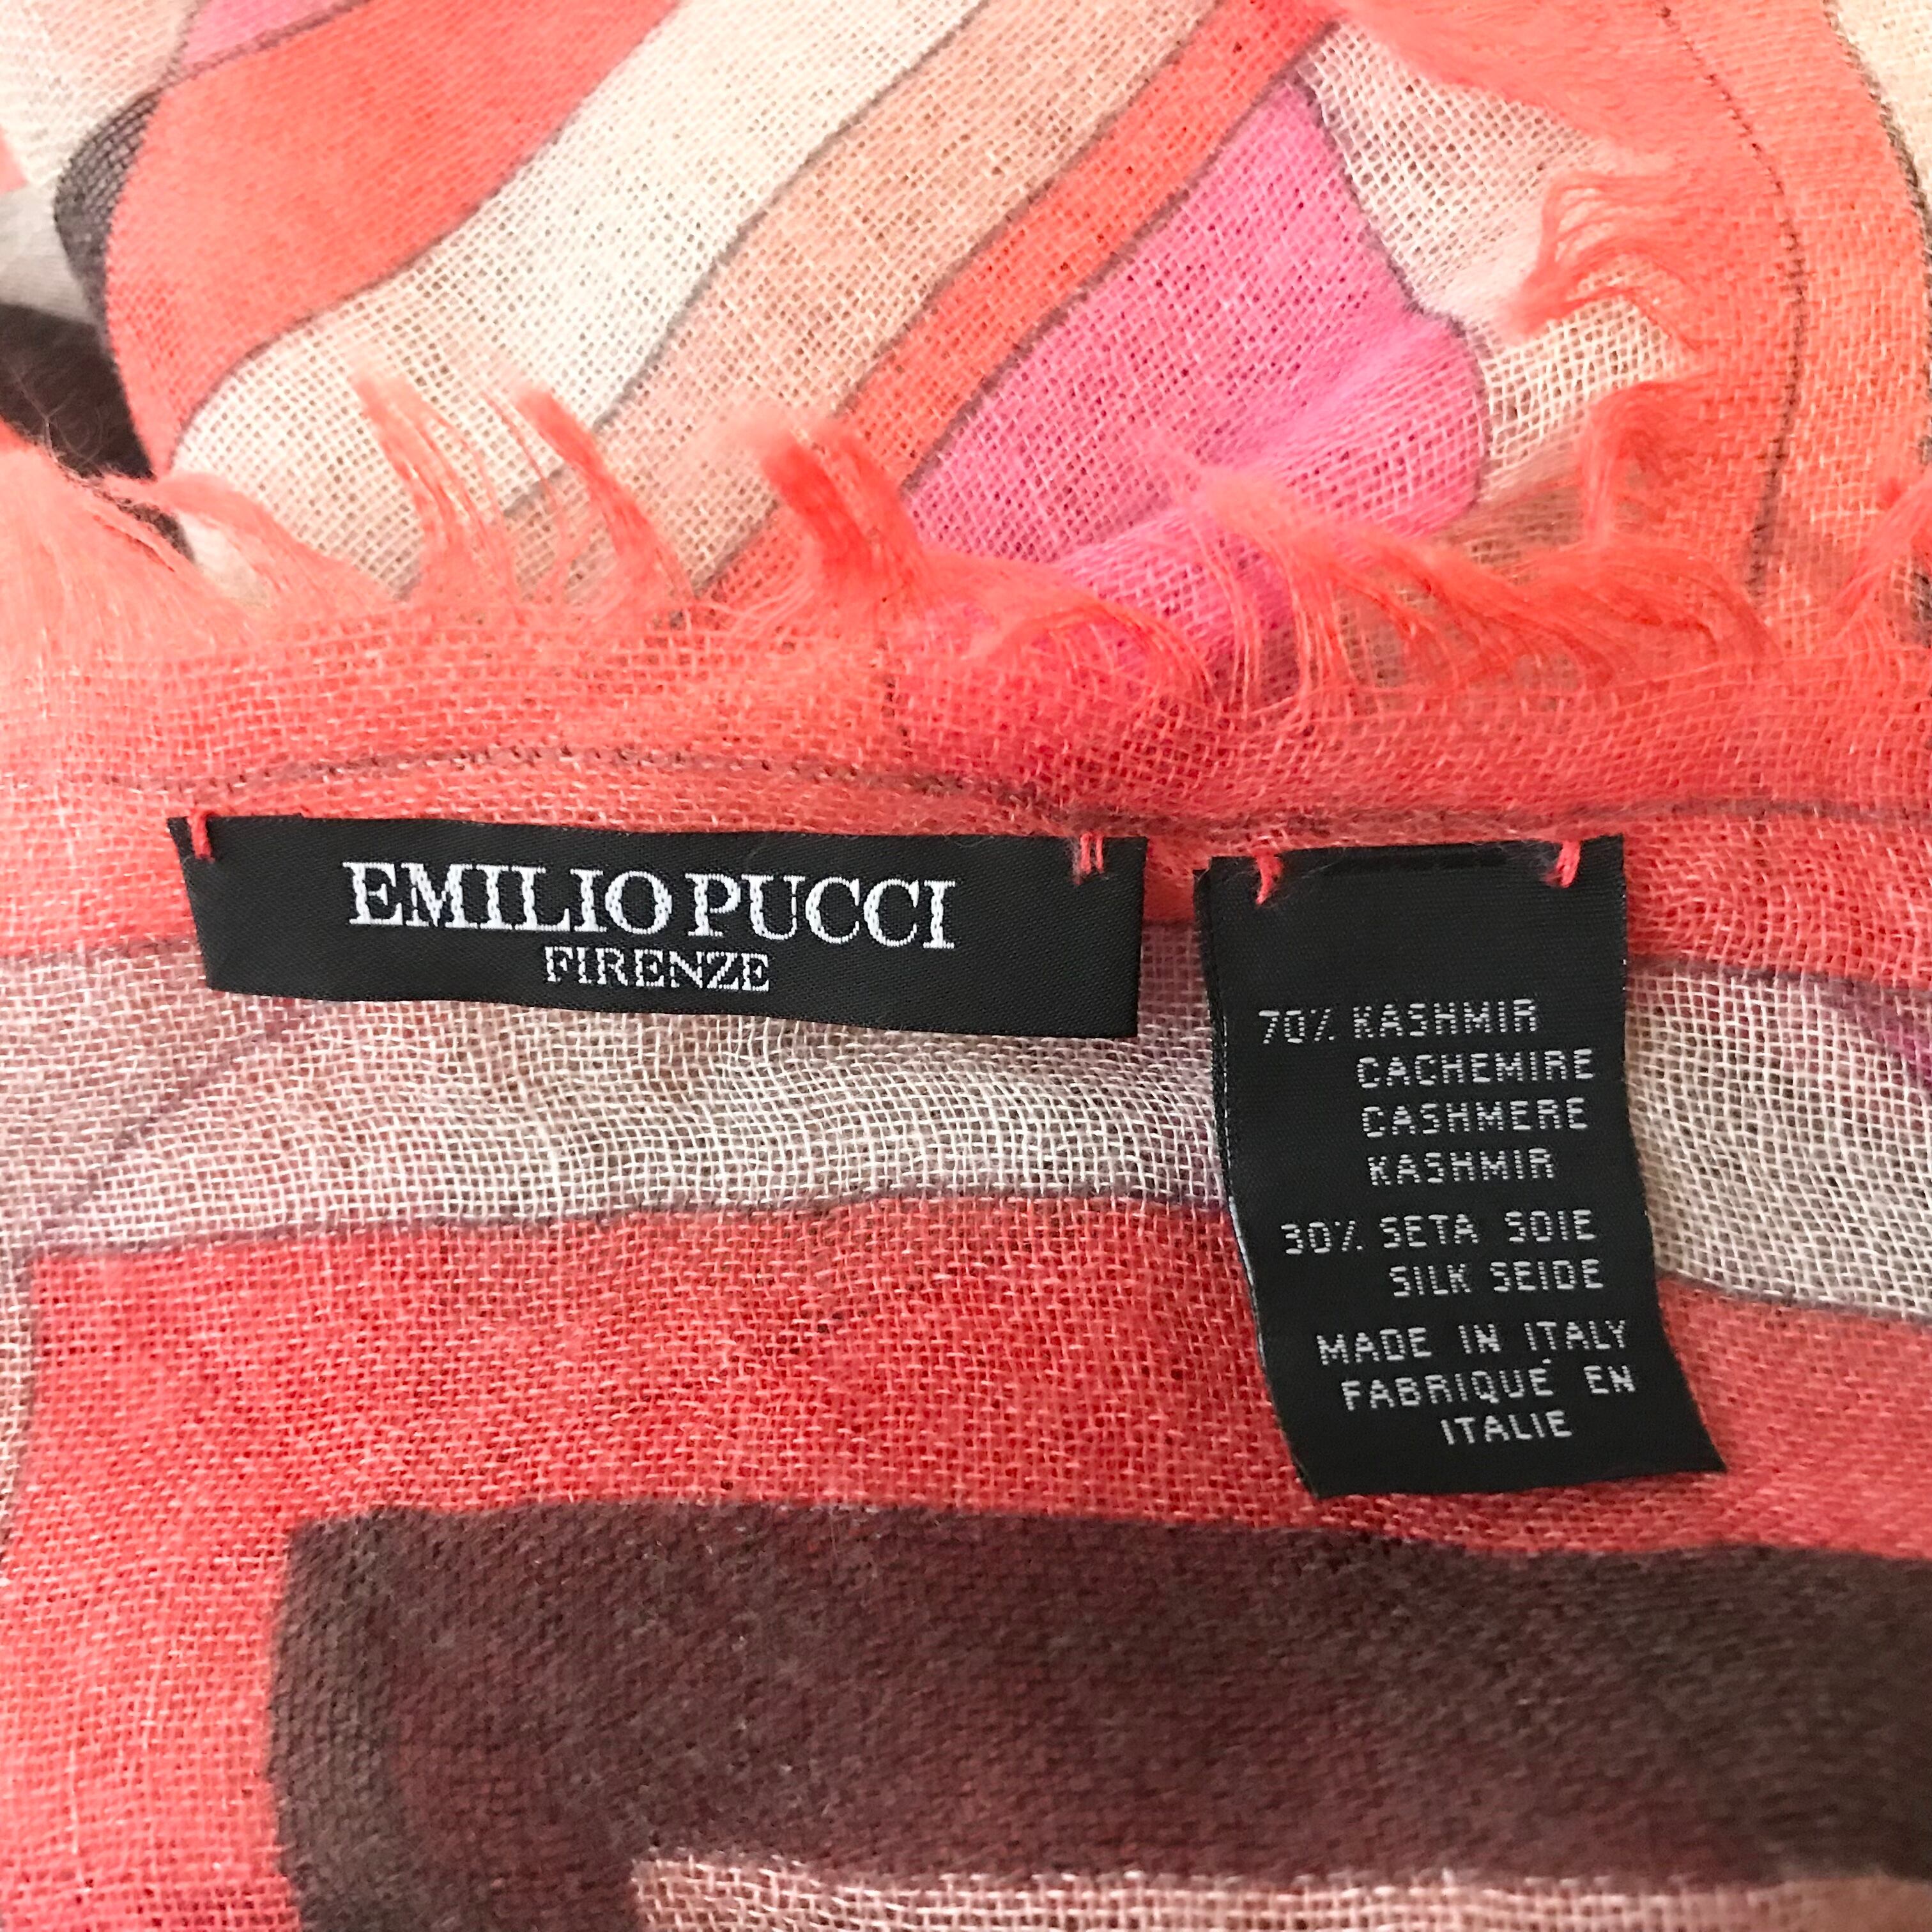 EMILIO PUCCI
FIRENZE
70% KASHMIR
CACHEMIRE
CASHMERE
KASHMIR
30% SETA SOIE
SILK SEIDE
MADE IN ITALY
FABRIQUÉ EN
ITALIE